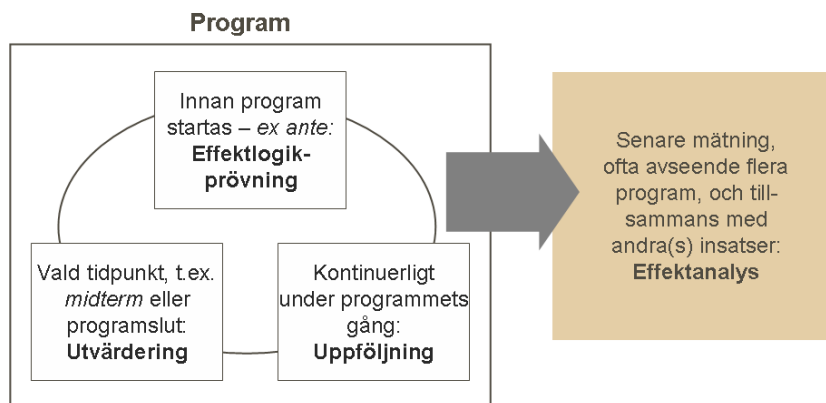 Program
Innan program
startas – ex ante:
Effektlogik-
prövning
Vald tidpunkt, t.ex.
midterm eller
programslut:
Utvärdering
Kontinuerligt
under programmets
gång:
Uppföljning
Senare mätning,
ofta avseende flera
program, och till-
sammans med
andra(s) insatser:
Effektanalys